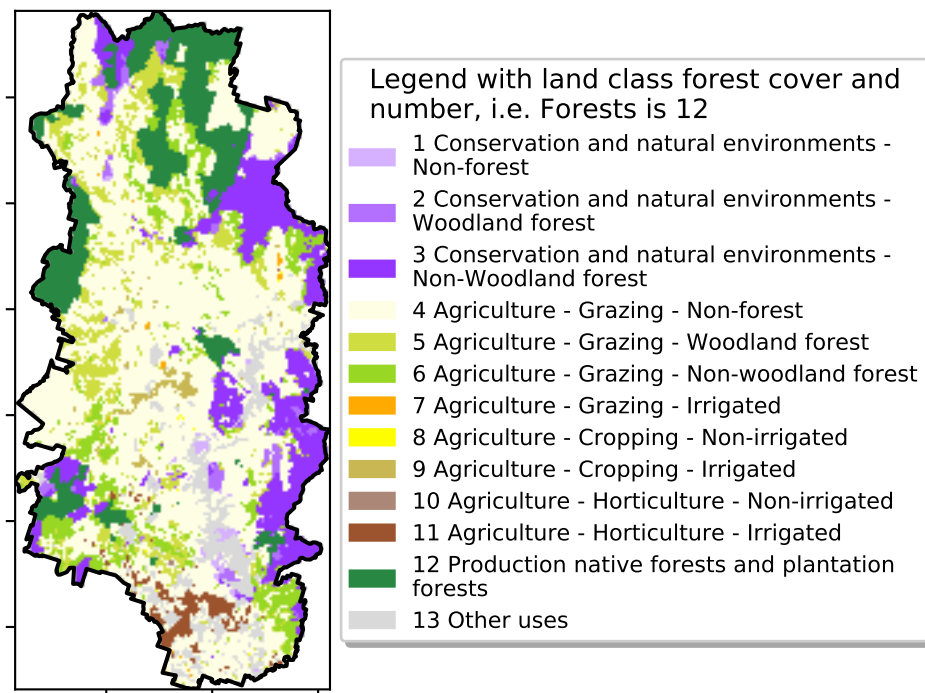 Legend with land class forest cover and
number, i.e. Forests is 12
1 Conservation and natural environments -
Non-forest
2 Conservation and natural environments -
Woodland forest
3 Conservation and natural environments -
Non-Woodland forest
4 Agriculture - Grazing - Non-forest
5 Agriculture - Grazing - Woodland forest
6 Agriculture - Grazing - Non-woodland forest
7 Agriculture - Grazing - Irrigated
8 Agriculture - Cropping - Non-irrigated
9 Agriculture - Cropping - Irrigated
10 Agriculture - Horticulture - Non-irrigated
11 Agriculture - Horticulture - Irrigated
12 Production native forests and plantation
forests
13 Other uses